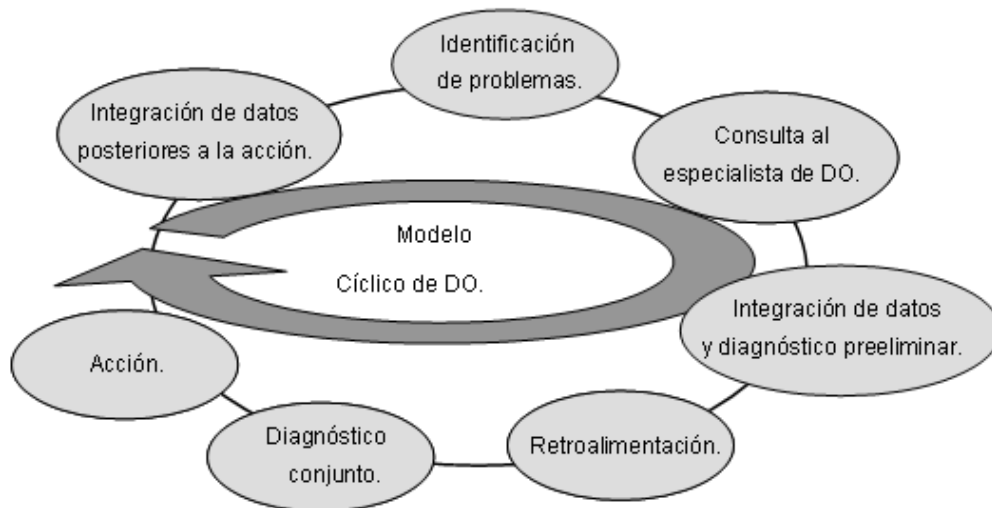 Identificación
de problemas.
Consulta al
especialista de DO.
Integración de datos
y diagnóstico preeliminar.
Retroalimentación.
Diagnóstico
conjunto.
Acción.
Integración de datos
posteriores a la acción.
Modelo
Cíclico de DO.